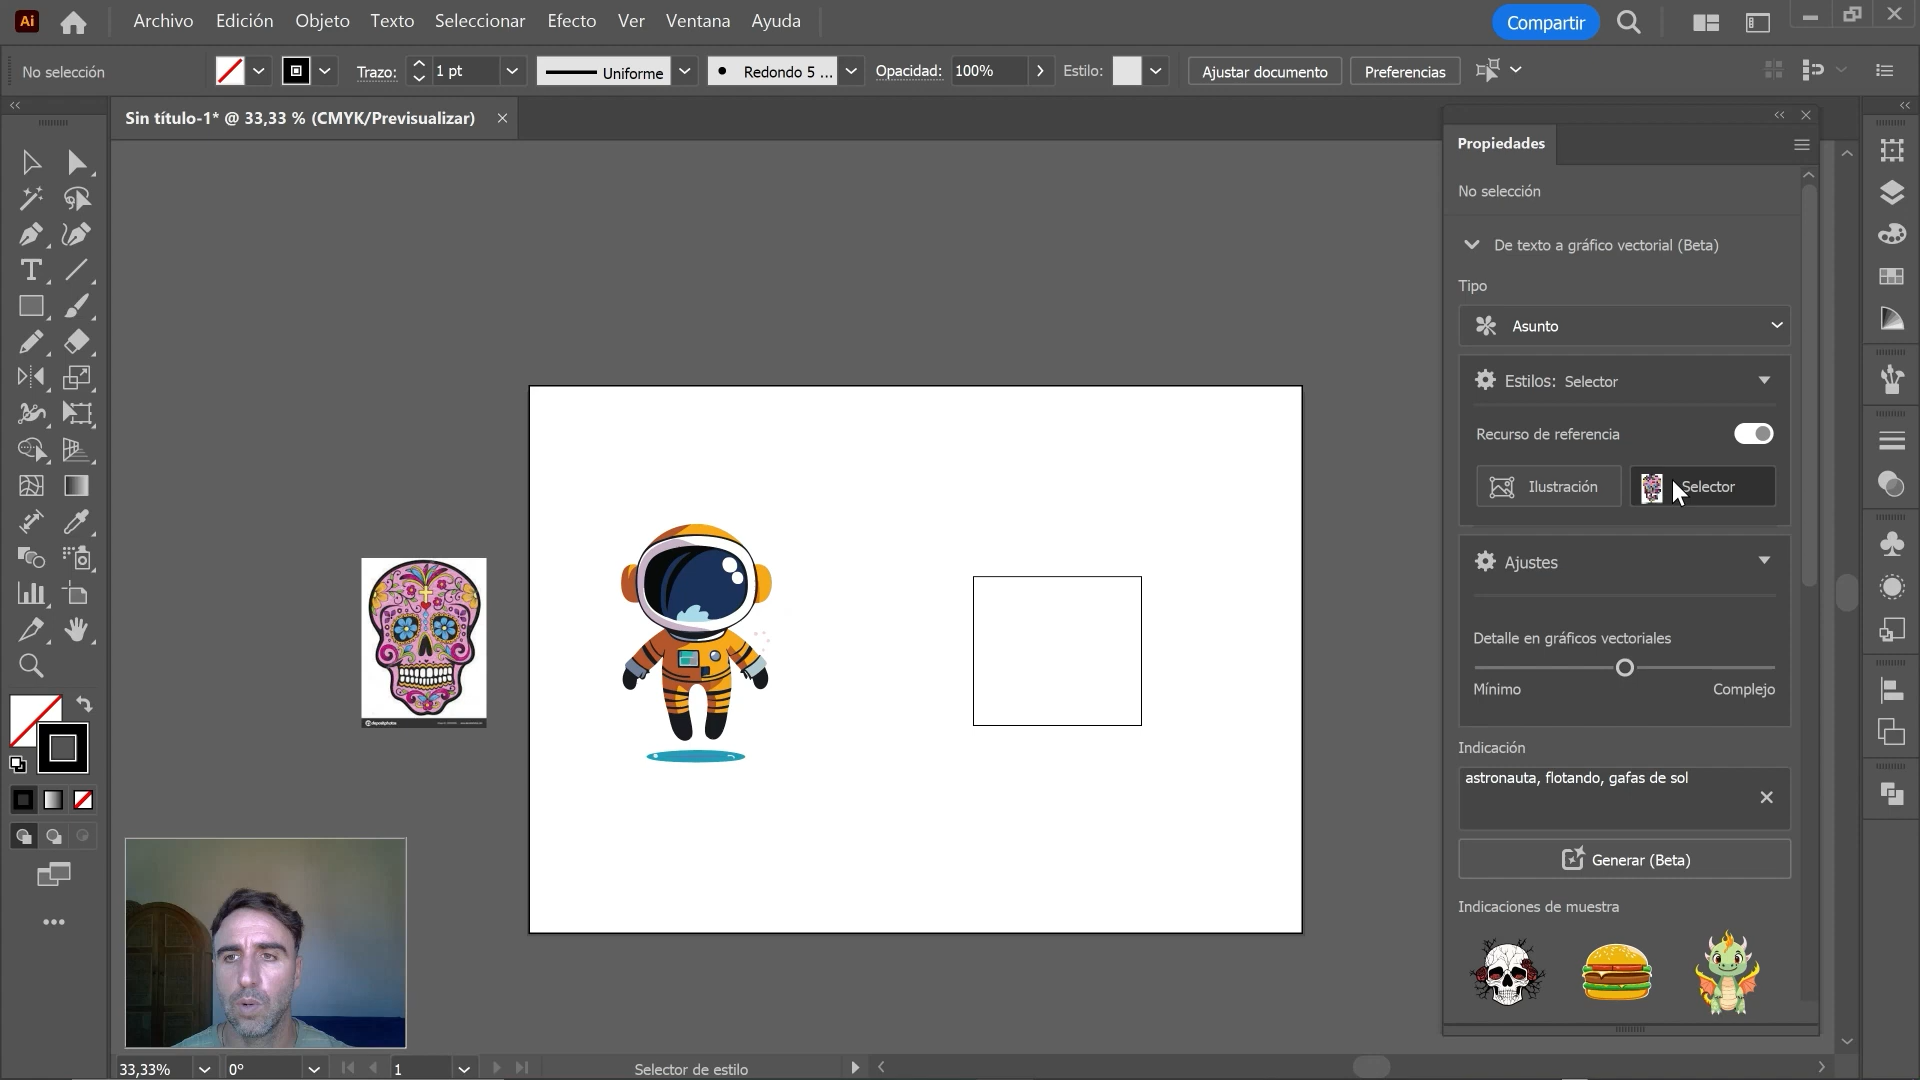 Ai
Archivo Edición Objeto Texto Seleccionar Efecto Ver Ventana Ayuda
Compartir
No selección
Trazo: 1 pt
Uniforme
Redondo 5 ...
Opacidad: 100%
Estilo:
Ajustar documento
Preferencias
Sin título-1* @ 33,33 % (CMYK/Previsualizar)
Propiedades
No selección
De texto a gráfico vectorial (Beta)
Tipo
Asunto
Estilos: Selector
Recurso de referencia
Ilustración
Selector
Ajustes
Detalle en gráficos vectoriales
Mínimo
Complejo
Indicación
astronauta, flotando, gafas de sol
Generar (Beta)
Indicaciones de muestra
depositphotos
33,33%
0°
1
Selector de estilo